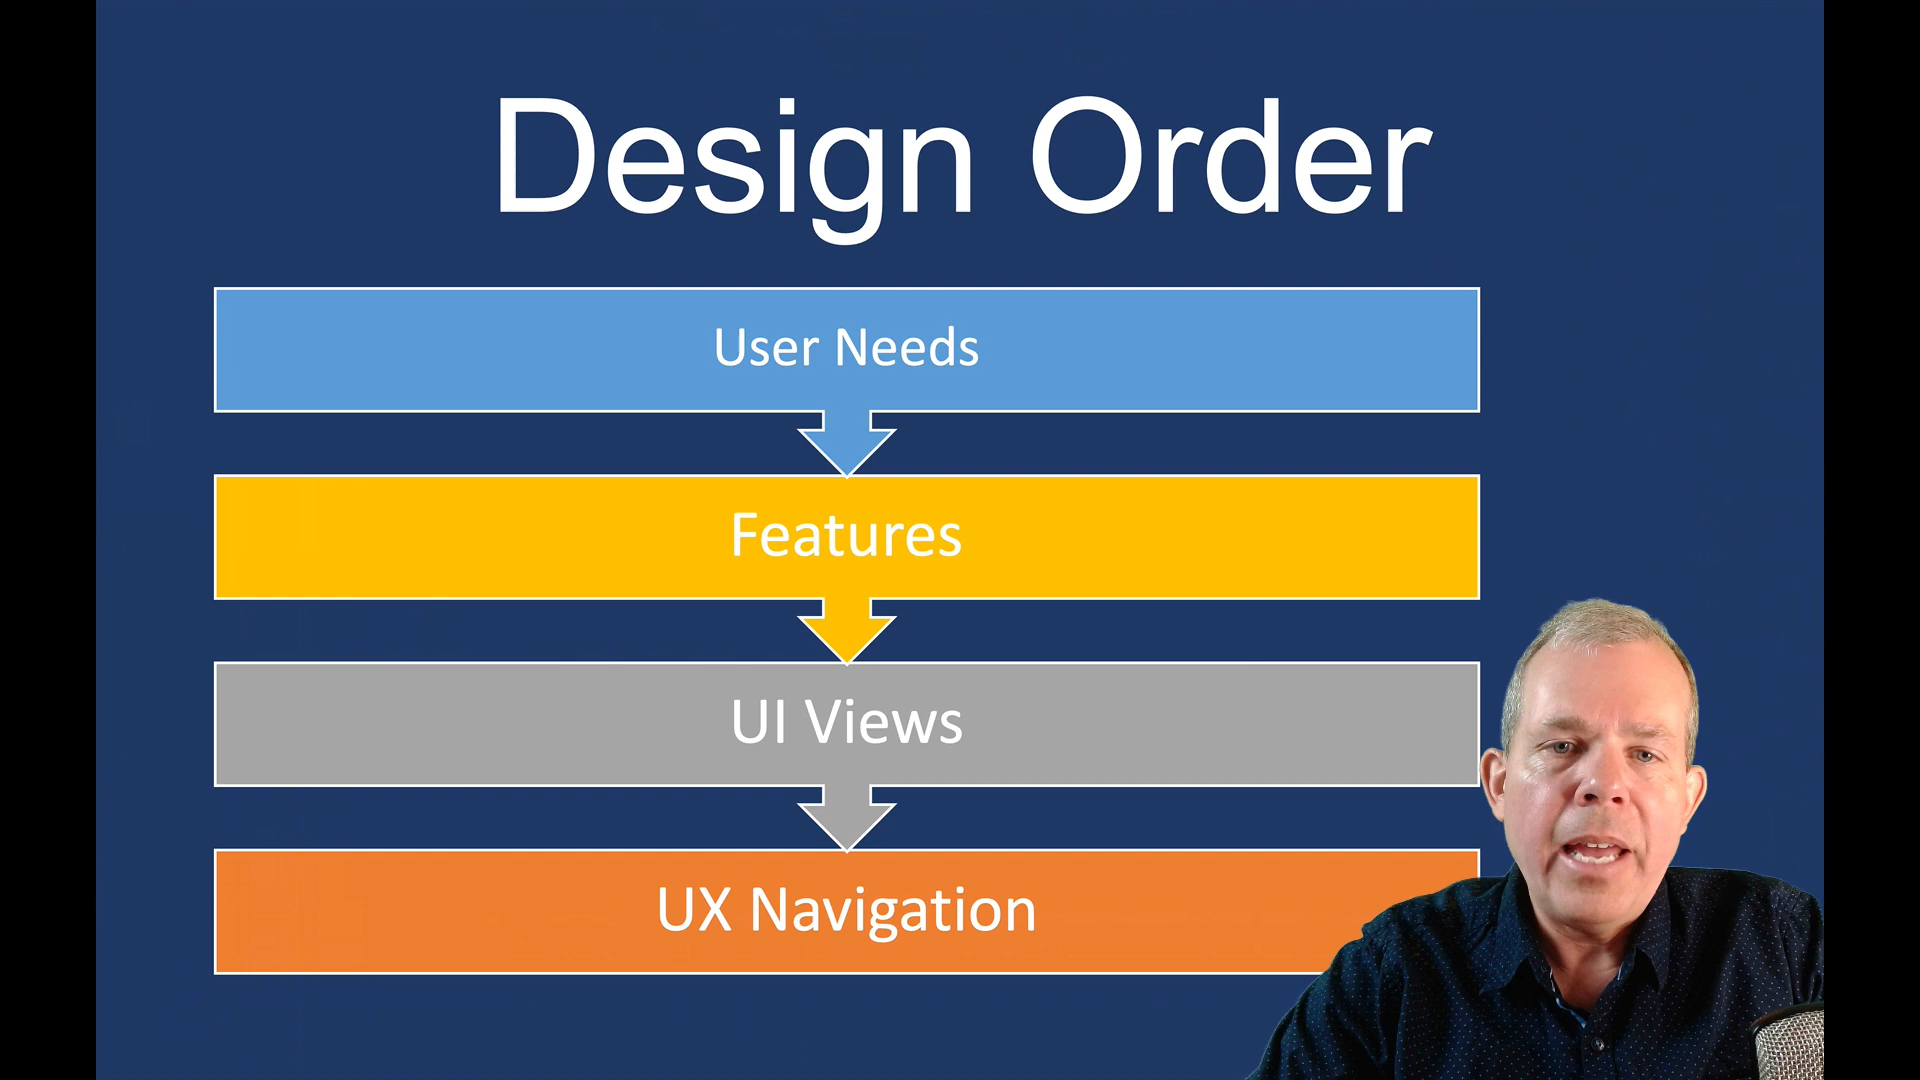 Design Order
User Needs
Features
UI Views
UX Navigation